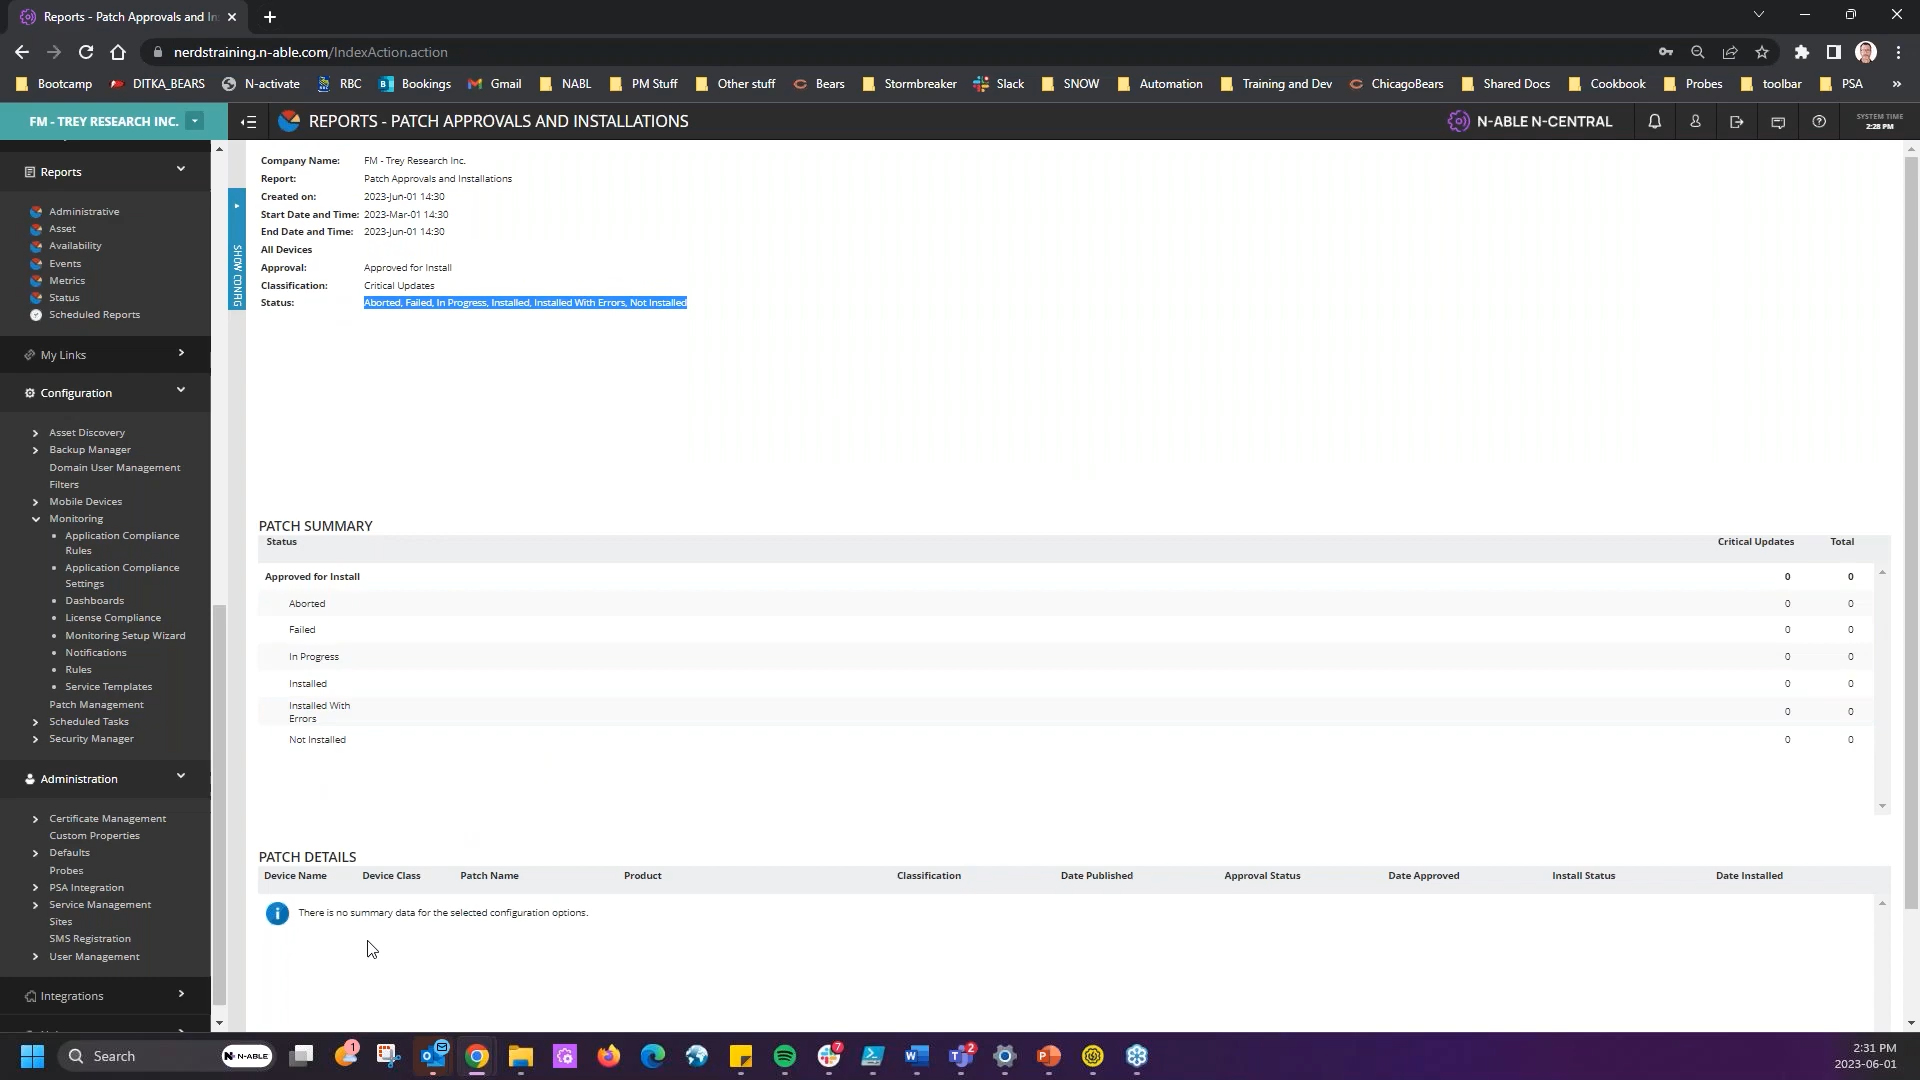 Reports - Patch Approvals and In
nerdstraining.n-able.com/IndexAction.action
Bootcamp DITKA_BEARS N-activate RBC Bookings Gmail NABL PM Stuff Other stuff Bears Stormbreaker Slack SNOW Automation Training and Dev ChicagoBears Shared Docs Cookbook Probes toolbar PSA »
FM - TREY RESEARCH INC.
REPORTS - PATCH APPROVALS AND INSTALLATIONS
N-ABLE N-CENTRAL
SYSTEM TIME
2:28 PM
Reports
Administrative
Asset
Availability
Events
Metrics
Status
Scheduled Reports
My Links
Configuration
Asset Discovery
Backup Manager
Domain User Management
Filters
Mobile Devices
Monitoring
Application Compliance
Rules
Application Compliance
Settings
Dashboards
License Compliance
Monitoring Setup Wizard
Notifications
Rules
Service Templates
Patch Management
Scheduled Tasks
Security Manager
Administration
Certificate Management
Custom Properties
Defaults
Probes
PSA Integration
Service Management
Sites
SMS Registration
User Management
Integrations
SHOW CONFIG
Company Name: FM - Trey Research Inc.
Report: Patch Approvals and Installations
Created on: 2023-Jun-01 14:30
Start Date and Time: 2023-Mar-01 14:30
End Date and Time: 2023-Jun-01 14:30
All Devices
Approval: Approved for Install
Classification: Critical Updates
Status: Aborted, Failed, In Progress, Installed, Installed With Errors, Not Installed
PATCH SUMMARY
Status Critical Updates Total
Approved for Install 0 0
Aborted 0 0
Failed 0 0
In Progress 0 0
Installed 0 0
Installed With
Errors 0 0
Not Installed 0 0
PATCH DETAILS
Device Name Device Class Patch Name Product Classification Date Published Approval Status Date Approved Install Status Date Installed
There is no summary data for the selected configuration options.
Search
N-ABLE
1
7
2
2:31 PM
2023-06-01